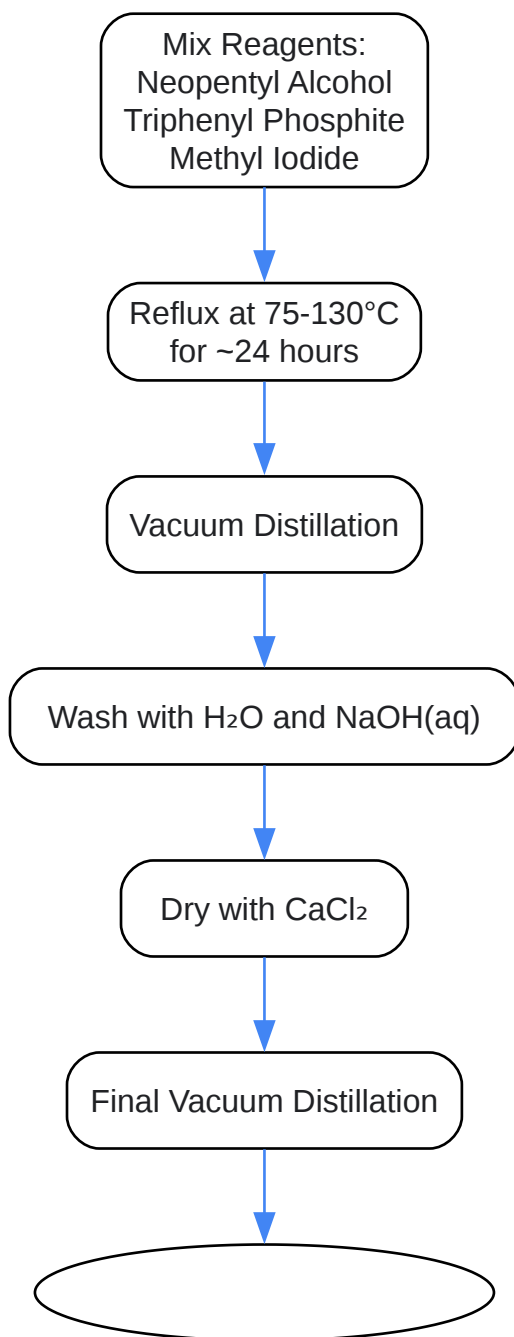 Mix Reagents:
Neopentyl Alcohol
Triphenyl Phosphite
Methyl Iodide
Reflux at 75-130°C
for ~24 hours
Vacuum Distillation
Wash with H₂O and NaOH(aq)
Dry with CaCl₂
Final Vacuum Distillation